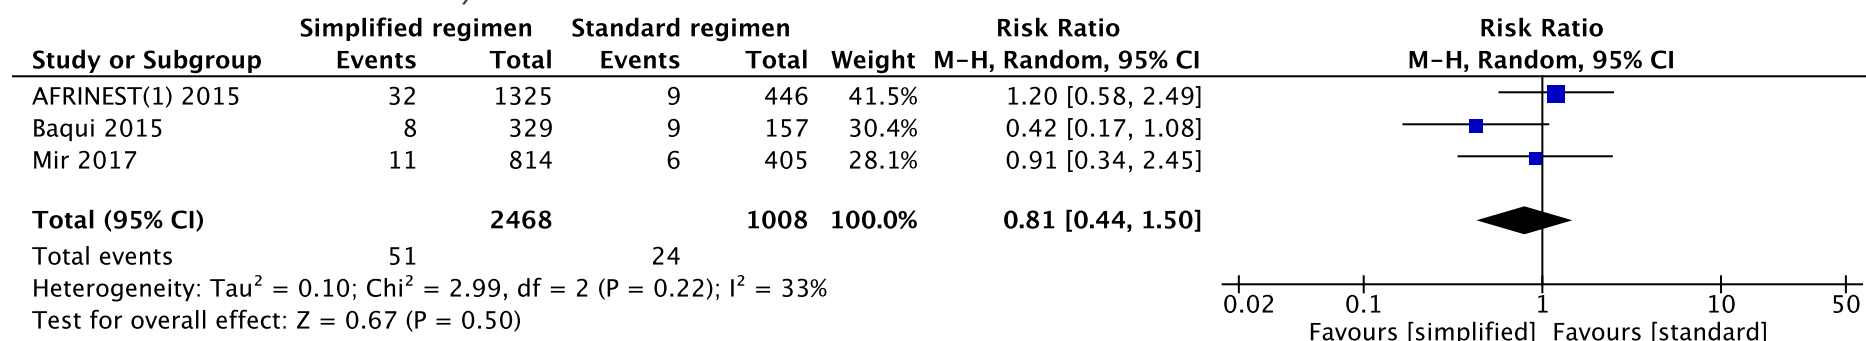 Simplified regimen Standard regimen Risk Ratio Risk Ratio
Study or Subgroup Events Total Events Total Weight M-H, Random, 95% CI M-H, Random, 95% CI
AFRINEST(1) 2015 32 1325 9 446 41.5% 1.20 [0.58, 2.49]
Baqui 2015 8 329 9 157 30.4% 0.42 [0.17, 1.08]
Mir 2017 11 814 6 405 28.1% 0.91 [0.34, 2.45]
Total (95% CI) 2468 1008 100.0% 0.81 [0.44, 1.50]
Total events 51 24
Heterogeneity: Tau² = 0.10; Chi² = 2.99, df = 2 (P = 0.22); I² = 33%
Test for overall effect: Z = 0.67 (P = 0.50)
0.02 0.1 1 10 50
Favours [simplified] Favours [standard]